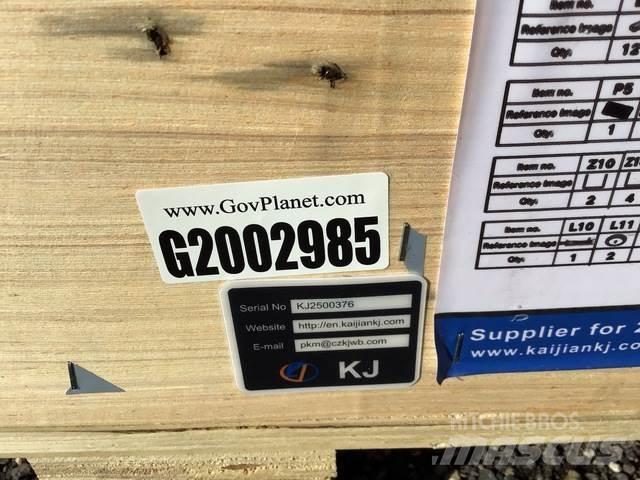 Reference Image
Qty. 12
Item no. P5
Reference Image
Qty. 1
Item no. Z10
Reference Image
Qty. 2 4
Item no. L10 L11
Reference Image
Qty. 1 2
Supplier for
www.kaijiankj.c
www.GovPlanet.com
G2002985
Serial No KJ2500376
Website http://en.kaijiankj.com
E-mail pkm@czkjwb.com
KJ
RITCHIE BROS.
MASCUS